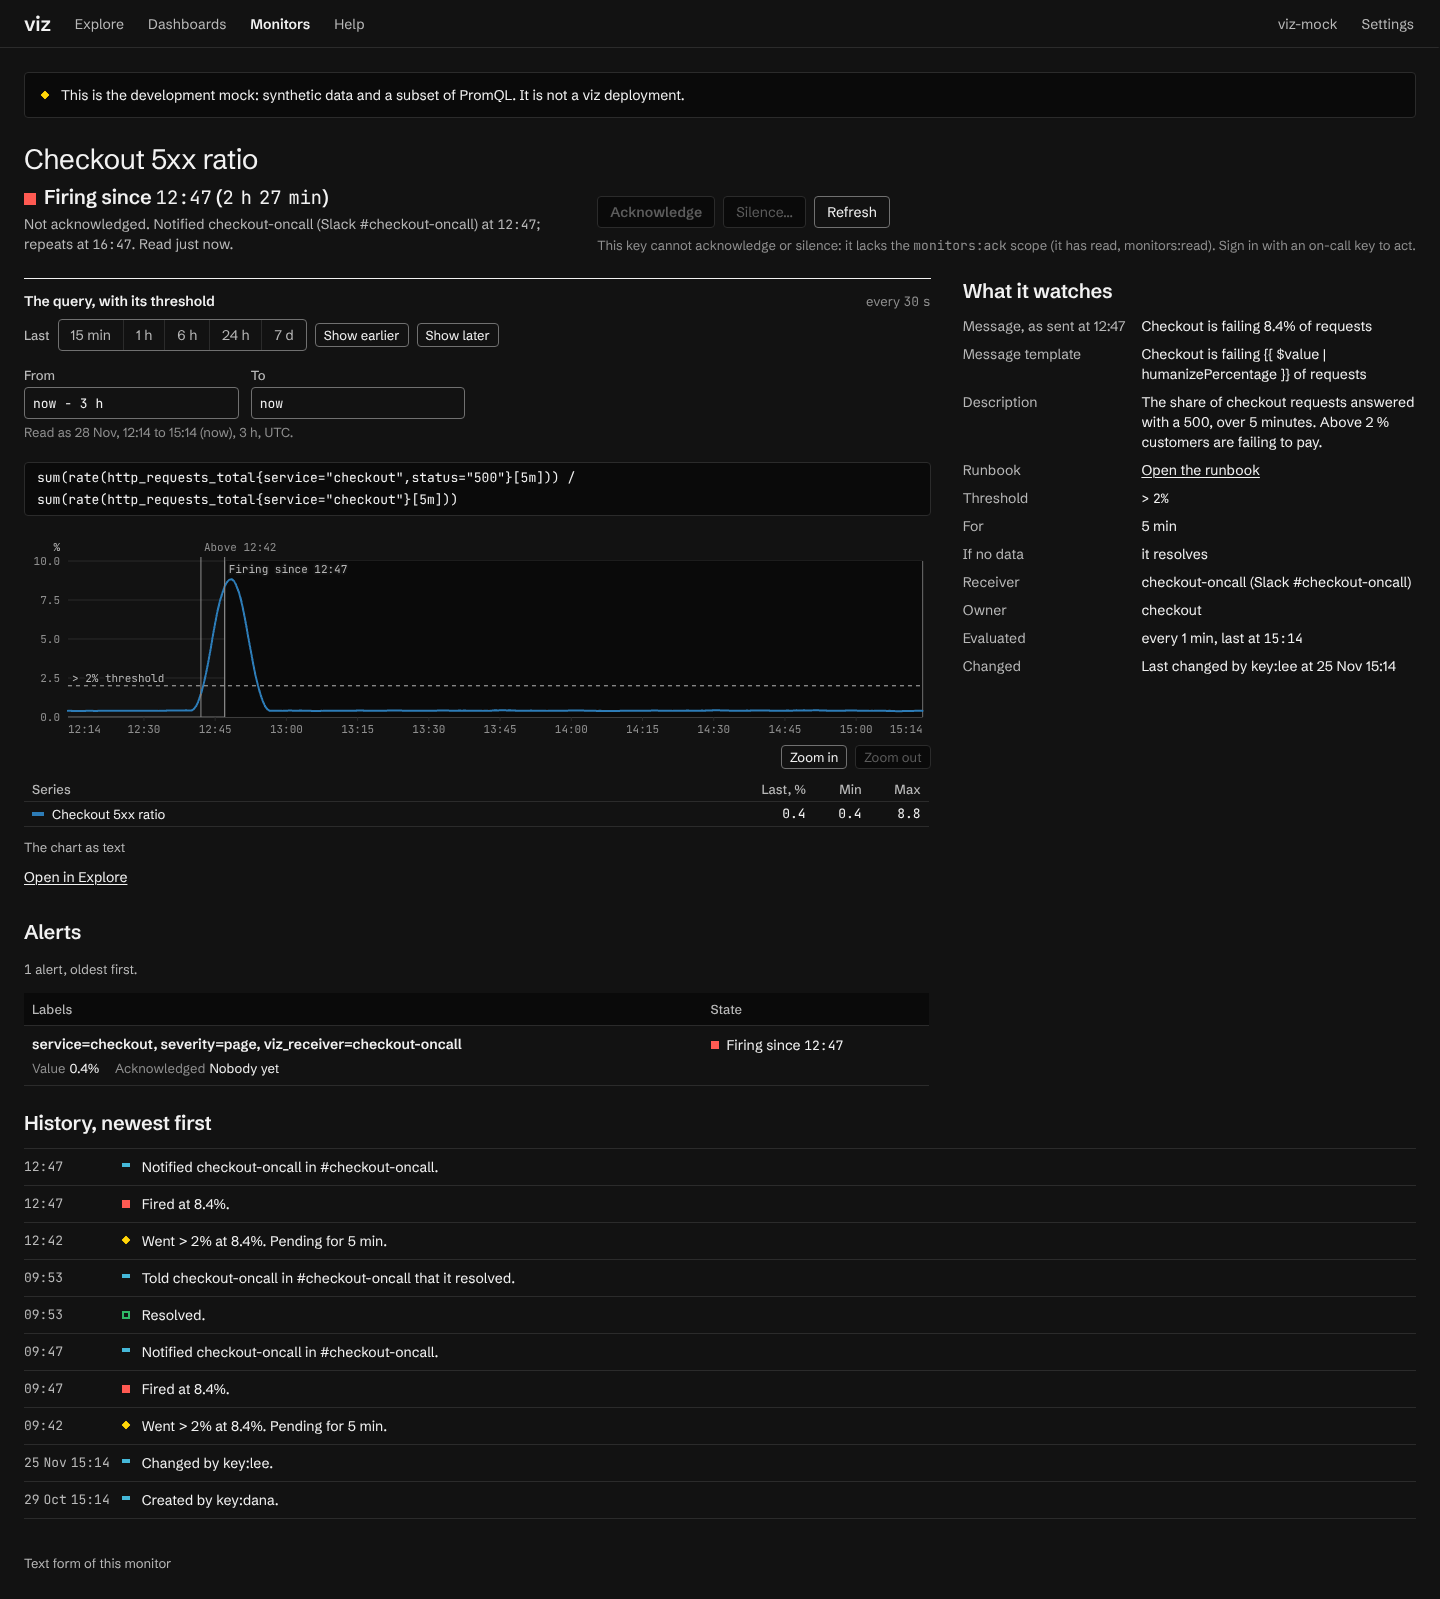 viz Explore Dashboards Monitors Help viz-mock Settings
This is the development mock: synthetic data and a subset of PromQL. It is not a viz deployment.
Checkout 5xx ratio
Firing since 12:47 (2 h 27 min)
Not acknowledged. Notified checkout-oncall (Slack #checkout-oncall) at 12:47;
repeats at 16:47. Read just now.
Acknowledge Silence... Refresh
This key cannot acknowledge or silence: it lacks the monitors:ack scope (it has read, monitors:read). Sign in with an on-call key to act.
The query, with its threshold every 30 s
Last 15 min 1 h 6 h 24 h 7 d Show earlier Show later
From To
now - 3 h now
Read as 28 Nov, 12:14 to 15:14 (now), 3 h, UTC.
sum(rate(http_requests_total{service="checkout",status="500"}[5m])) /
sum(rate(http_requests_total{service="checkout"}[5m]))
% Above 12:42
10.0 Firing since 12:47
7.5
5.0
2.5 > 2% threshold
0.0
12:14 12:30 12:45 13:00 13:15 13:30 13:45 14:00 14:15 14:30 14:45 15:00 15:14
Zoom in Zoom out
Series Last, % Min Max
Checkout 5xx ratio 0.4 0.4 8.8
The chart as text
Open in Explore
What it watches
Message, as sent at 12:47 Checkout is failing 8.4% of requests
Message template Checkout is failing {{ $value |
humanizePercentage }} of requests
Description The share of checkout requests answered
with a 500, over 5 minutes. Above 2 %
customers are failing to pay.
Runbook Open the runbook
Threshold > 2%
For 5 min
If no data it resolves
Receiver checkout-oncall (Slack #checkout-oncall)
Owner checkout
Evaluated every 1 min, last at 15:14
Changed Last changed by key:lee at 25 Nov 15:14
Alerts
1 alert, oldest first.
Labels State
service=checkout, severity=page, viz_receiver=checkout-oncall Firing since 12:47
Value 0.4% Acknowledged Nobody yet
History, newest first
12:47 Notified checkout-oncall in #checkout-oncall.
12:47 Fired at 8.4%.
12:42 Went > 2% at 8.4%. Pending for 5 min.
09:53 Told checkout-oncall in #checkout-oncall that it resolved.
09:53 Resolved.
09:47 Notified checkout-oncall in #checkout-oncall.
09:47 Fired at 8.4%.
09:42 Went > 2% at 8.4%. Pending for 5 min.
25 Nov 15:14 Changed by key:lee.
29 Oct 15:14 Created by key:dana.
Text form of this monitor